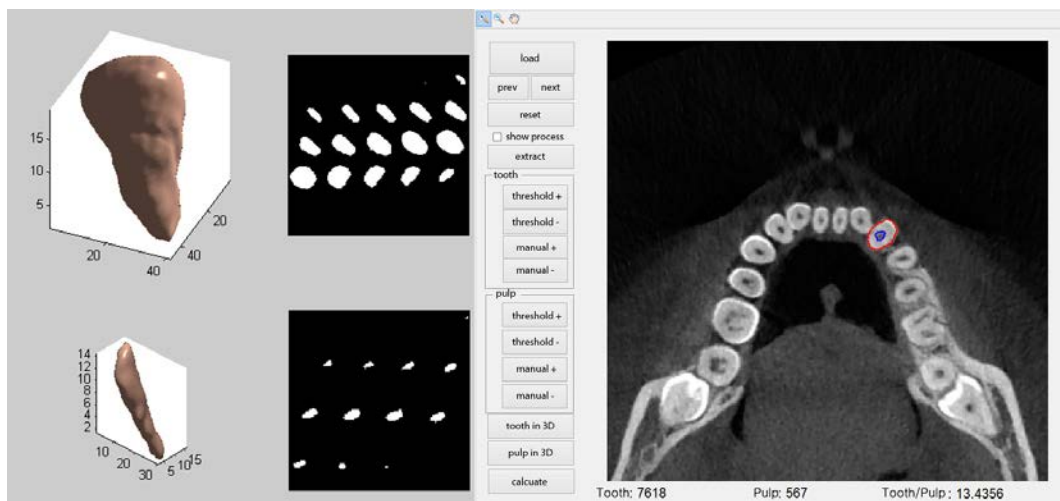 15
10
5
20
40
20
40
14
12
10
8
6
4
2
10
20
30
5
10
15
load
prev next
reset
show process
extract
tooth
threshold +
threshold -
manual +
manual -
pulp
threshold +
threshold -
manual +
manual -
tooth in 3D
pulp in 3D
calcuate
Tooth: 7618 Pulp: 567 Tooth/Pulp : 13.4356